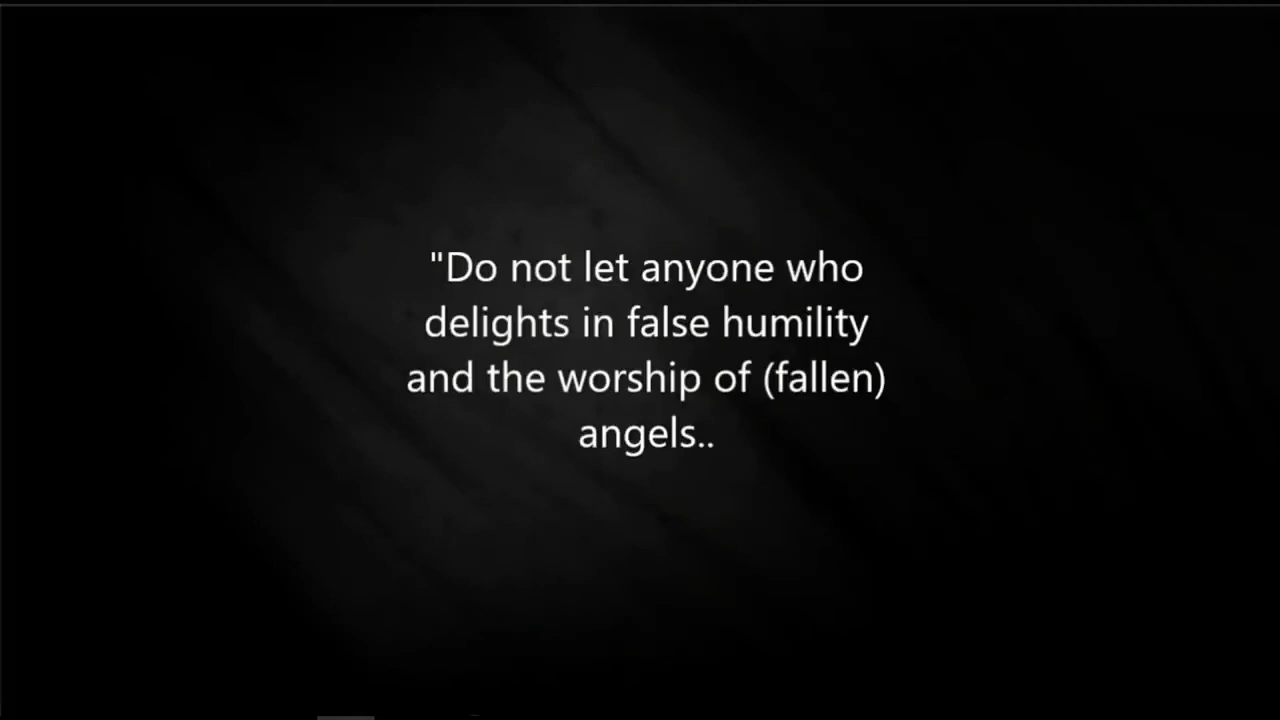 "Do not let anyone who
delights in false humility
and the worship of (fallen)
angels..